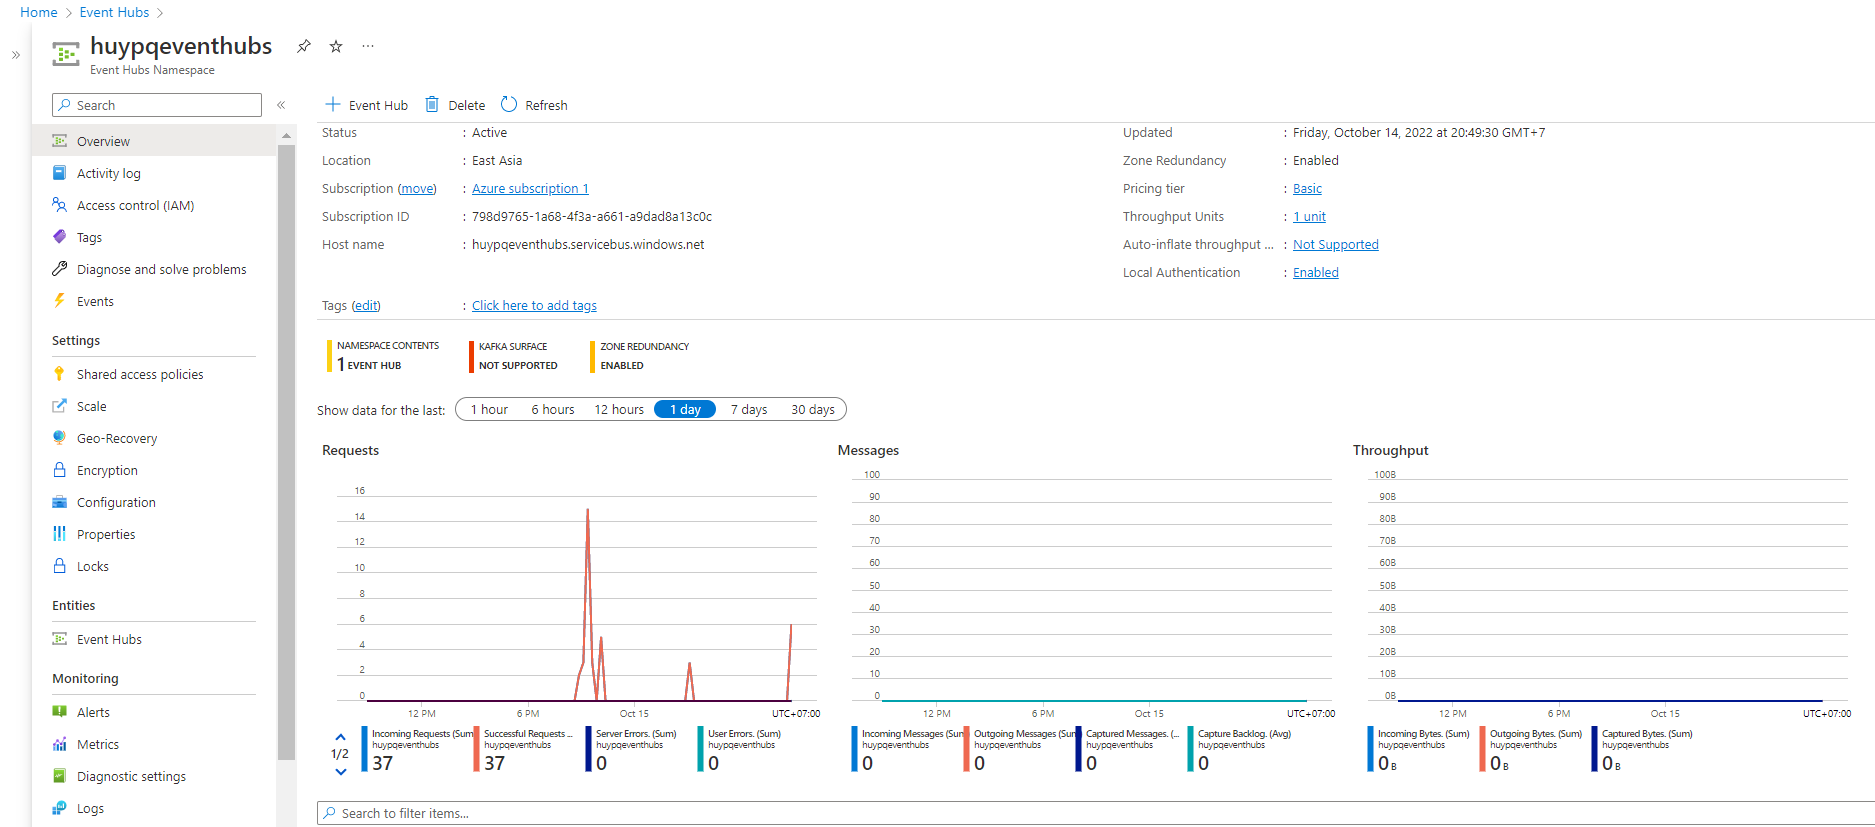 Home > Event Hubs >
huypqeventhubs
Event Hubs Namespace
Search
Overview
Activity log
Access control (IAM)
Tags
Diagnose and solve problems
Events
Settings
Shared access policies
Scale
Geo-Recovery
Encryption
Configuration
Properties
Locks
Entities
Event Hubs
Monitoring
Alerts
Metrics
Diagnostic settings
Logs
Event Hub Delete Refresh
Status : Active
Location : East Asia
Subscription (move) : Azure subscription 1
Subscription ID : 798d9765-1a68-4f3a-a661-a9dad8a13c0c
Host name : huypqeventhubs.servicebus.windows.net
Tags (edit) : Click here to add tags
Updated : Friday, October 14, 2022 at 20:49:30 GMT+7
Zone Redundancy : Enabled
Pricing tier : Basic
Throughput Units : 1 unit
Auto-inflate throughput ... : Not Supported
Local Authentication : Enabled
NAMESPACE CONTENTS
1 EVENT HUB
KAFKA SURFACE
NOT SUPPORTED
ZONE REDUNDANCY
ENABLED
Show data for the last: 1 hour 6 hours 12 hours 1 day 7 days 30 days
Requests
16
14
12
10
8
6
4
2
0
12 PM 6 PM Oct 15 UTC+07:00
1/2
Incoming Requests (Sum)
huypqeventhubs
37
Successful Requests ...
huypqeventhubs
37
Server Errors. (Sum)
huypqeventhubs
0
User Errors. (Sum)
huypqeventhubs
0
Messages
100
90
80
70
60
50
40
30
20
10
0
12 PM 6 PM Oct 15 UTC+07:00
Incoming Messages (Sum)
huypqeventhubs
0
Outgoing Messages (Sum)
huypqeventhubs
0
Captured Messages. (...
huypqeventhubs
0
Capture Backlog. (Avg)
huypqeventhubs
0
Throughput
100B
90B
80B
70B
60B
50B
40B
30B
20B
10B
0B
12 PM 6 PM Oct 15 UTC+07:00
Incoming Bytes. (Sum)
huypqeventhubs
0 B
Outgoing Bytes. (Sum)
huypqeventhubs
0 B
Captured Bytes. (Sum)
huypqeventhubs
0 B
Search to filter items...